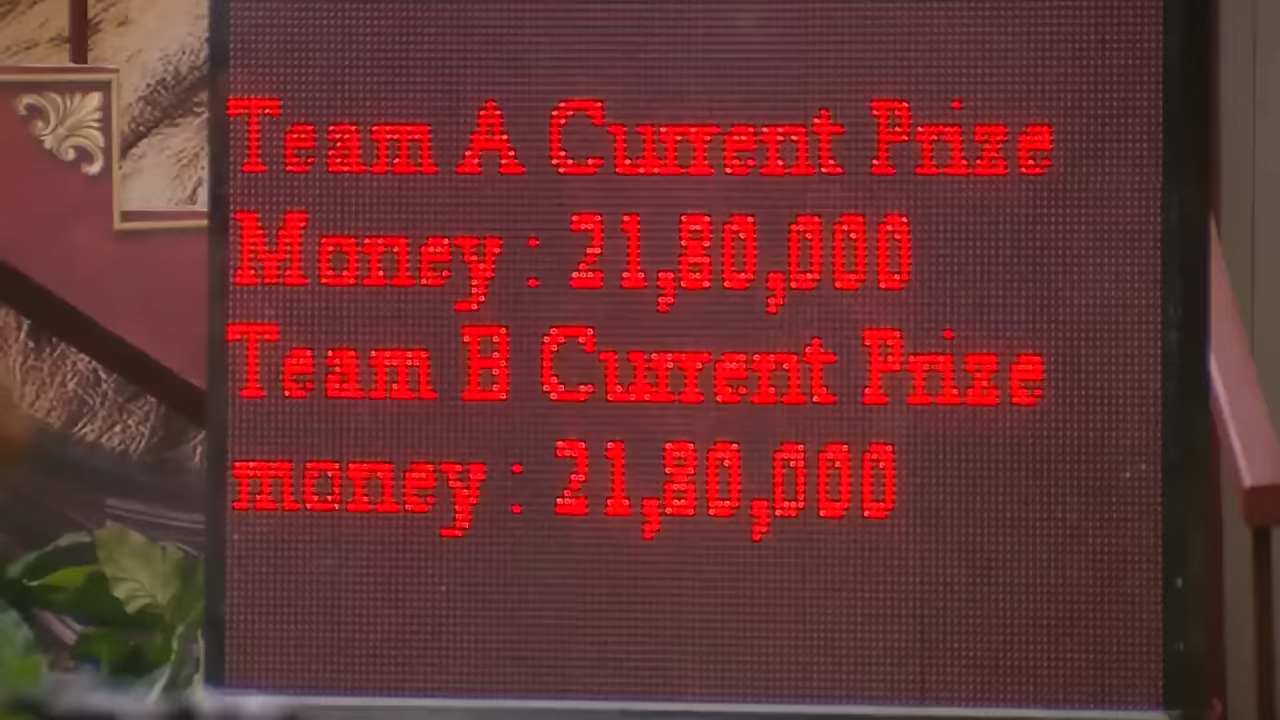 Team A Current Prize
Money : 21,80,000
Team B Current Prize
money : 21,80,000